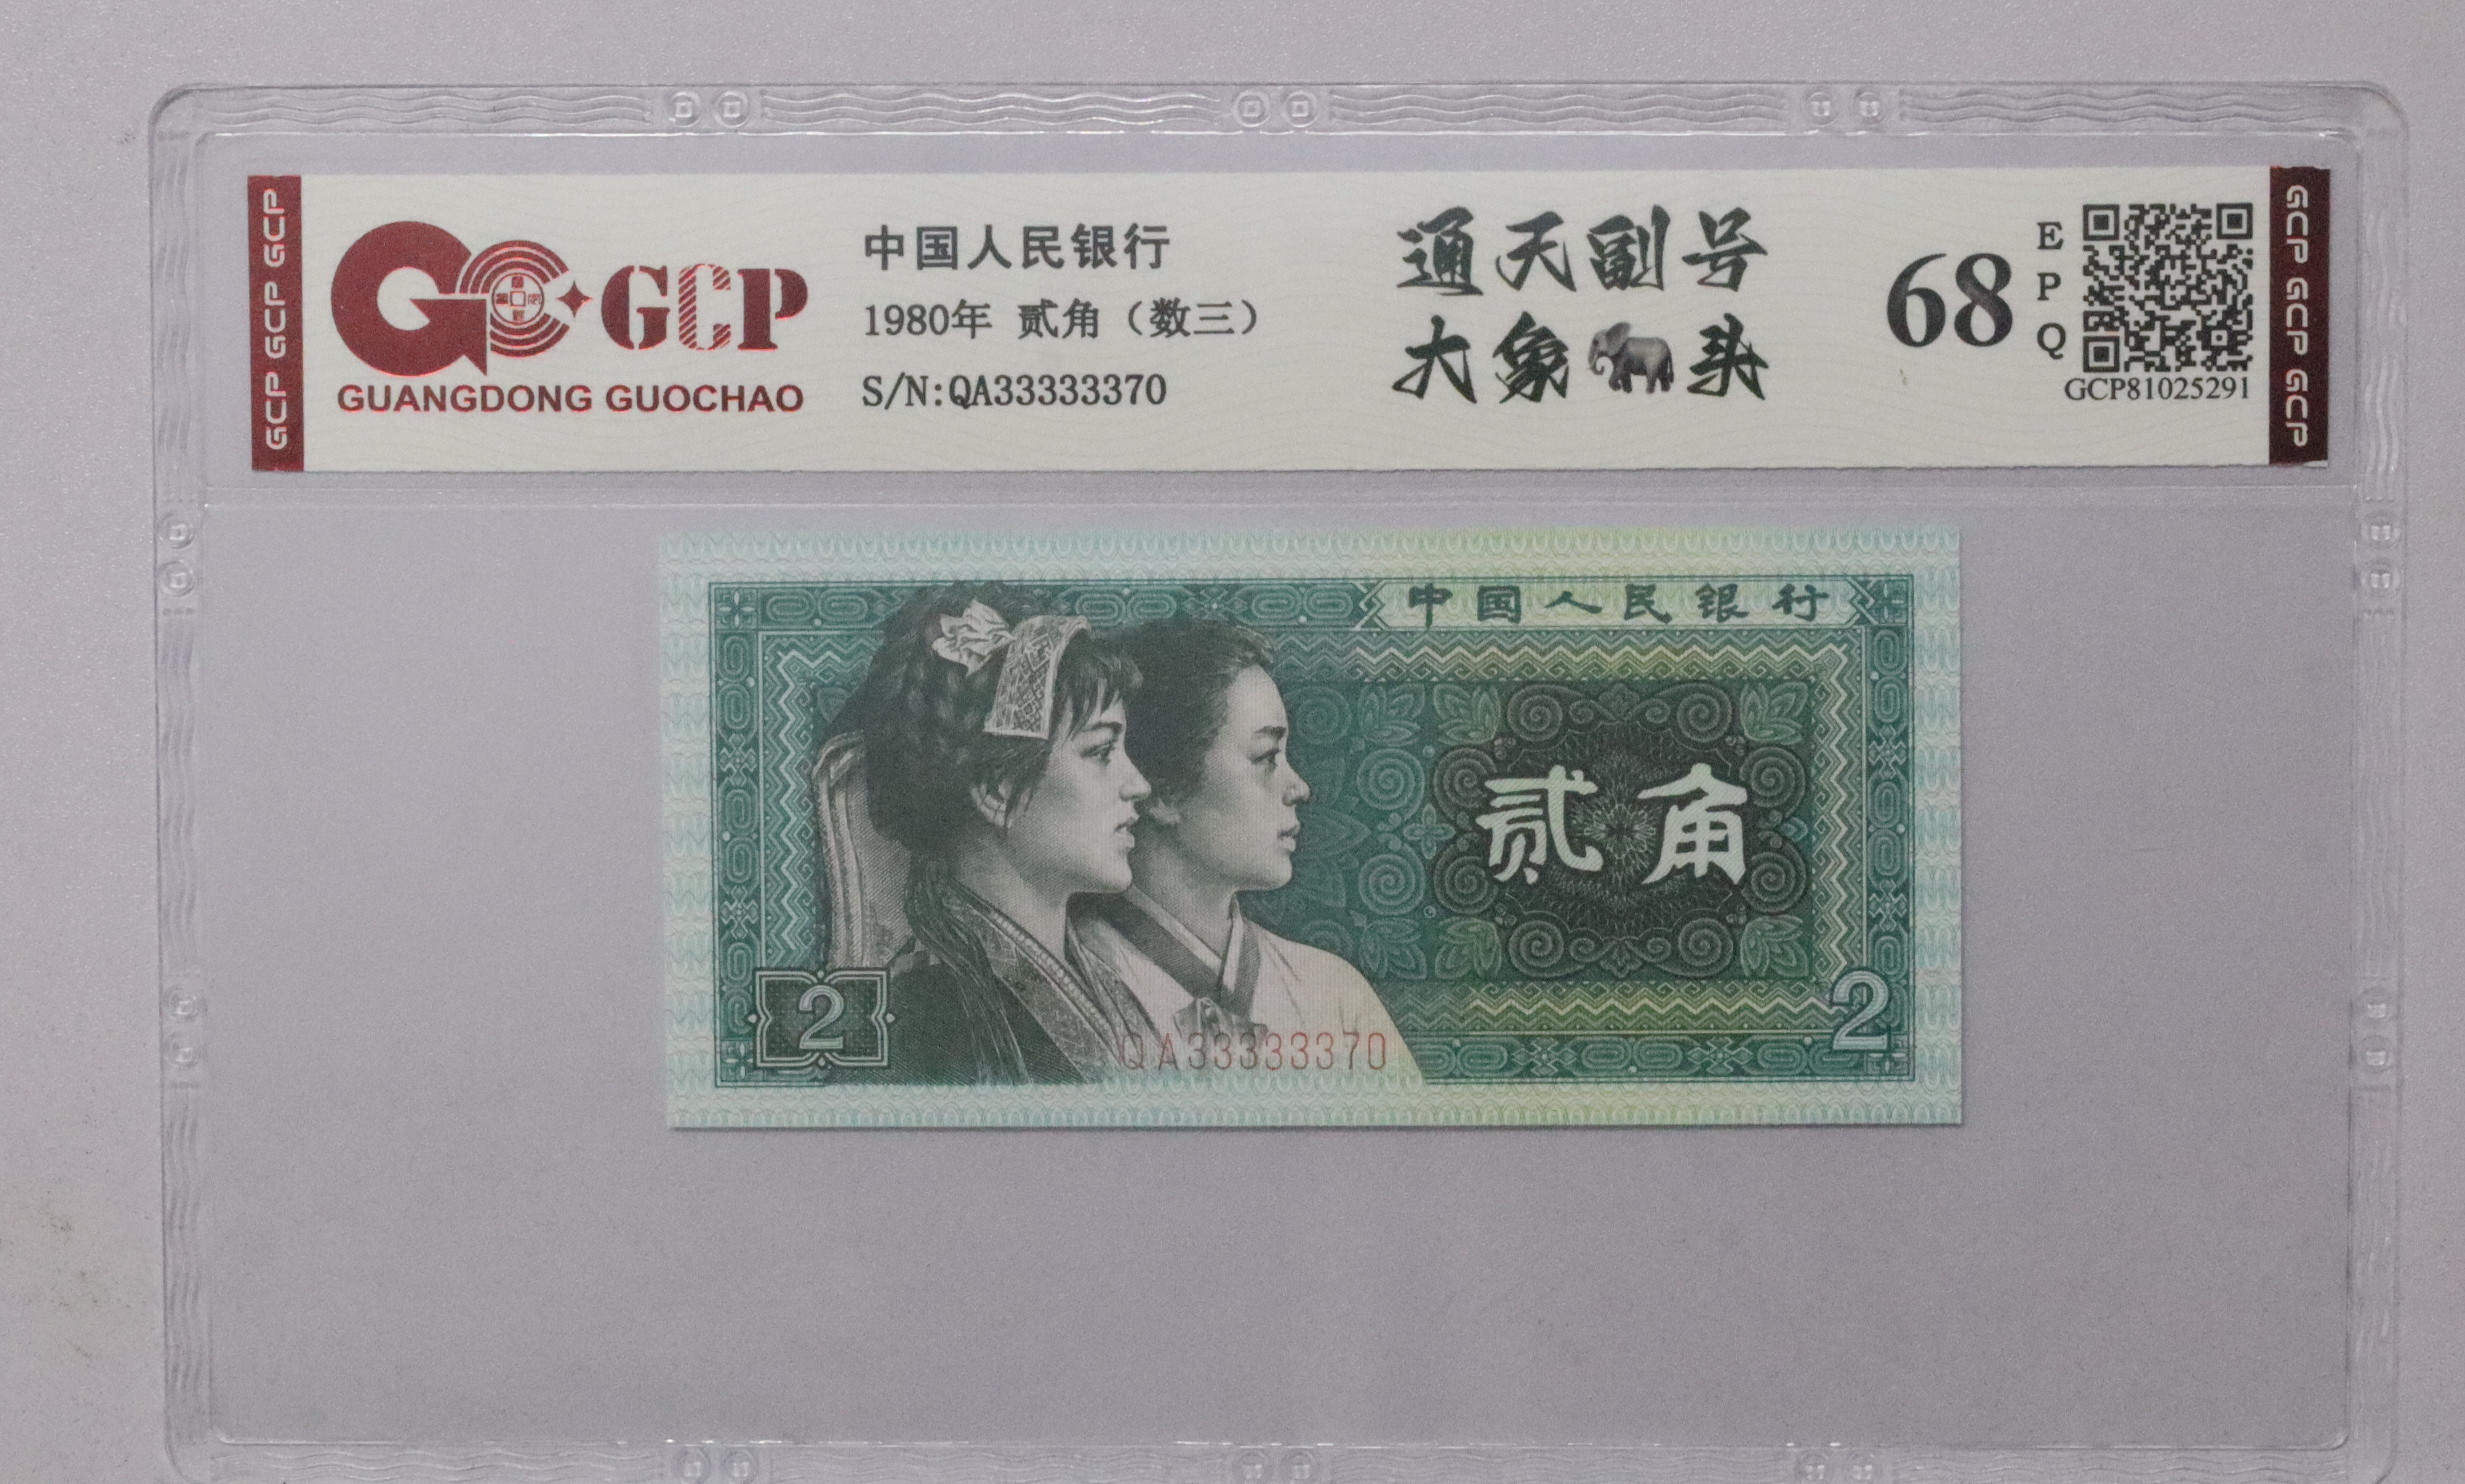 GCP GCP GCP
GCP
GUANGDONG GUOCHAO
中国人民银行
1980年 贰角（数三）
S/N:QA33333370
通天副号
大象头
68
EPQ
GCP81025291
GCP GCP GCP
中国人民银行
贰角
2
QA33333370
2